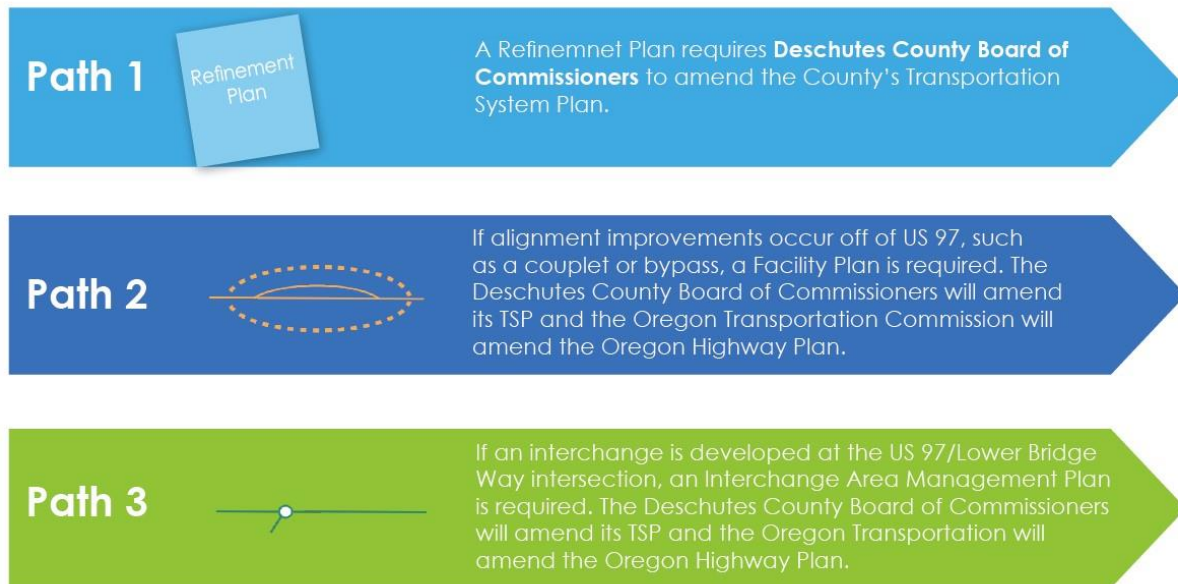 Path 1
Refinement
Plan
A Refinemnet Plan requires Deschutes County Board of
Commissioners to amend the County's Transportation
System Plan.
Path 2
If alignment improvements occur off of US 97, such
as a couplet or bypass, a Facility Plan is required. The
Deschutes County Board of Commissioners will amend
its TSP and the Oregon Transportation Commission will
amend the Oregon Highway Plan.
Path 3
If an interchange is developed at the US 97/Lower Bridge
Way intersection, an Interchange Area Management Plan
is required. The Deschutes County Board of Commissioners
will amend its TSP and the Oregon Transportation will
amend the Oregon Highway Plan.